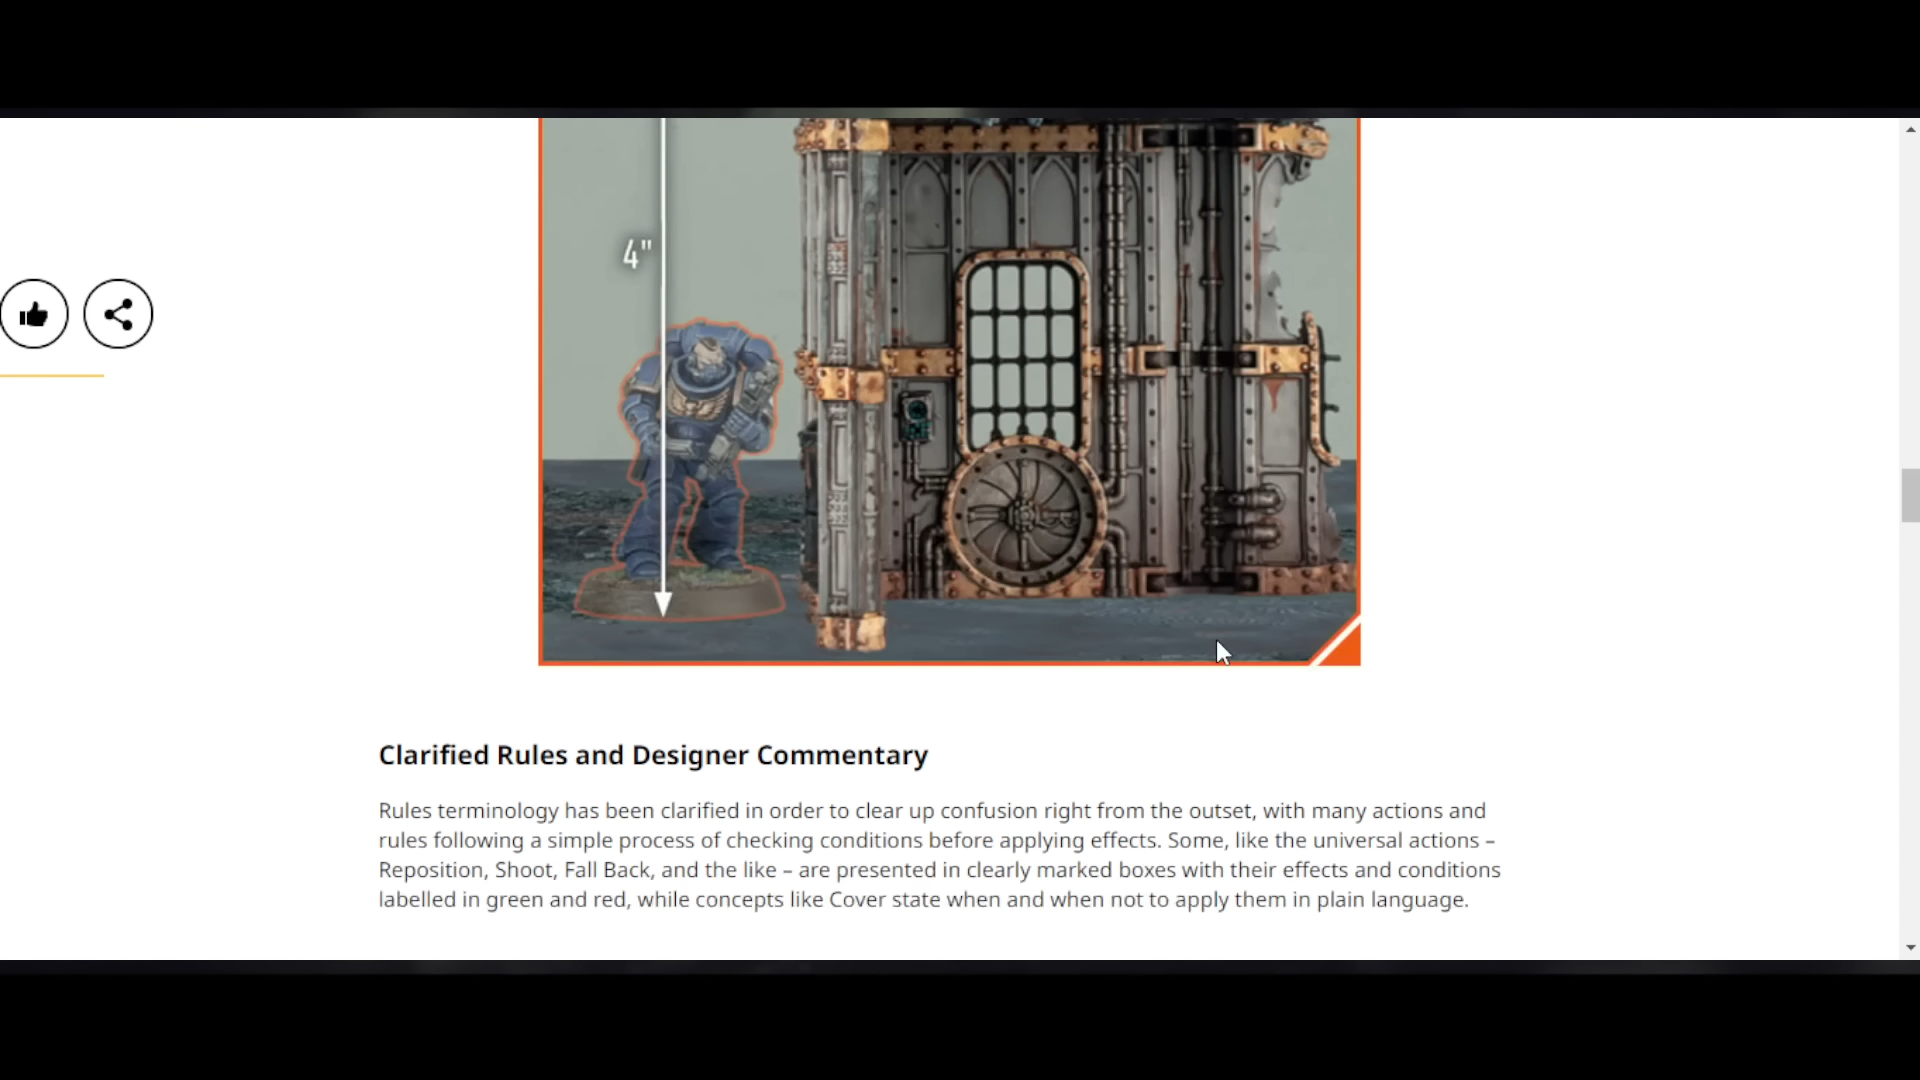 4"
Clarified Rules and Designer Commentary
Rules terminology has been clarified in order to clear up confusion right from the outset, with many actions and
rules following a simple process of checking conditions before applying effects. Some, like the universal actions –
Reposition, Shoot, Fall Back, and the like – are presented in clearly marked boxes with their effects and conditions
labelled in green and red, while concepts like Cover state when and when not to apply them in plain language.